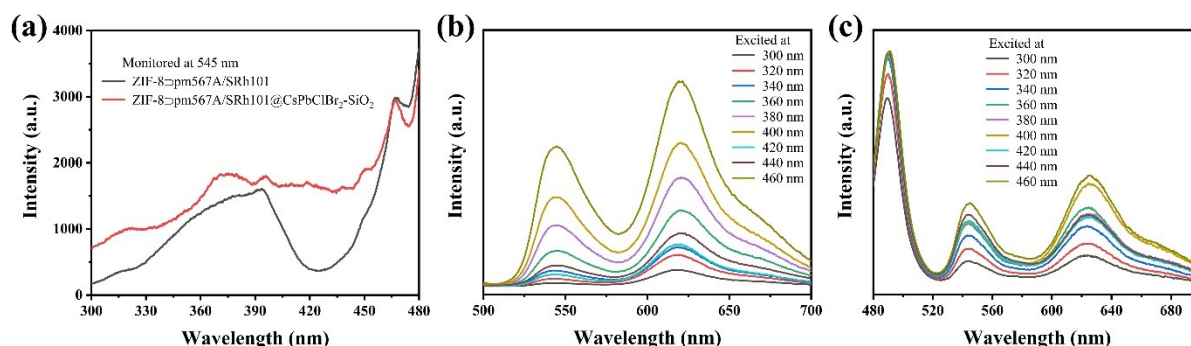 (a)
4000
3000
2000
1000
0
Intensity (a.u.)
Monitored at 545 nm
ZIF-8⊃pm567A/SRh101
ZIF-8⊃pm567A/SRh101@CsPbClBr₂-SiO₂
300 330 360 390 420 450 480
Wavelength (nm)
(b)
Intensity (a.u.)
Excited at
300 nm
320 nm
340 nm
360 nm
380 nm
400 nm
420 nm
440 nm
460 nm
500 550 600 650 700
Wavelength (nm)
(c)
Intensity (a.u.)
Excited at
300 nm
320 nm
340 nm
360 nm
380 nm
400 nm
420 nm
440 nm
460 nm
480 520 560 600 640 680
Wavelength (nm)